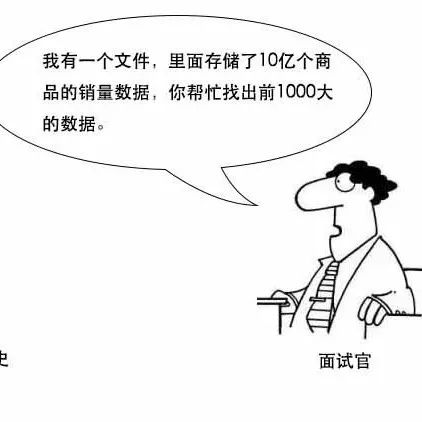 我有一个文件，里面存储了10亿个商
品的销量数据，你帮忙找出前1000大
的数据。
史
面试官